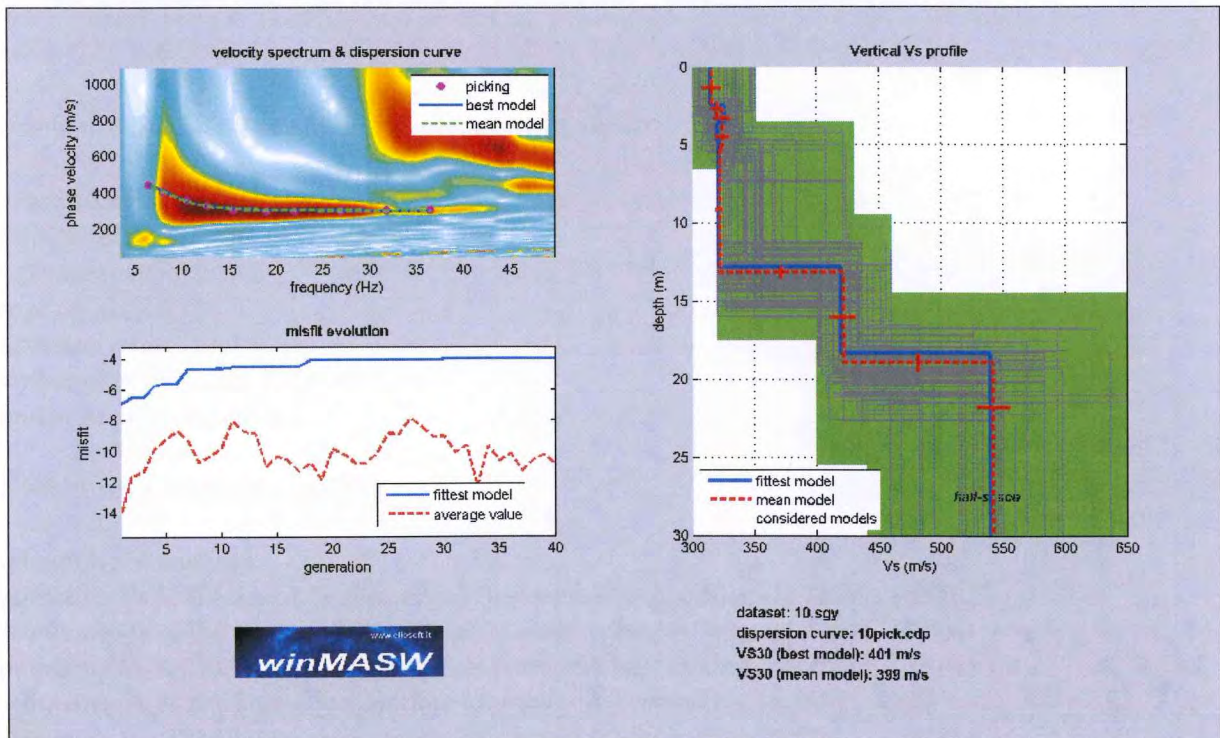 velocity spectrum & dispersion curve
1000
800
600
400
200
phase velocity (m/s)
picking
best model
mean model
5 10 15 20 25 30 35 40 45
frequency (Hz)
misfit evolution
-4
-6
-8
-10
-12
-14
misfit
fittest model
average value
5 10 15 20 25 30 35 40
generation
www.eliosoft.it
winMASW
Vertical Vs profile
0
5
10
15
20
25
30
depth (m)
fittest model
mean model
considered models
half-space
300 350 400 450 500 550 600 650
Vs (m/s)
dataset: 10.sgy
dispersion curve: 10pick.cdp
VS30 (best model): 401 m/s
VS30 (mean model): 399 m/s